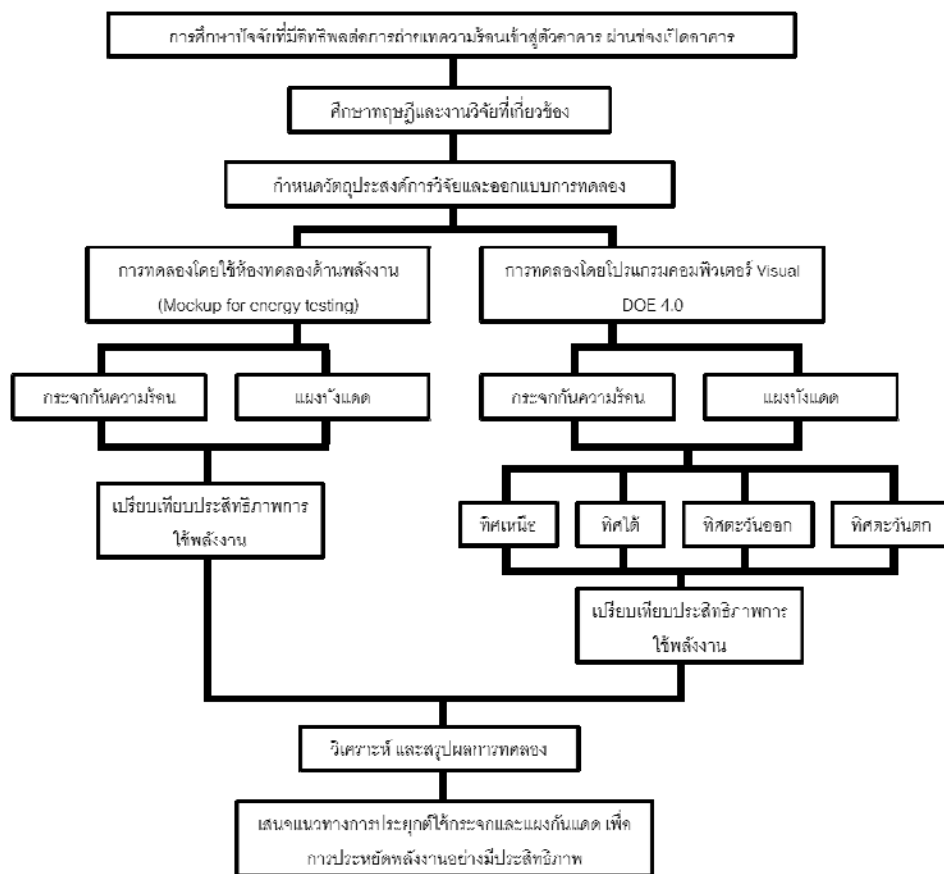 การศึกษาปัจจัยที่มีอิทธิพลต่อการถ่ายเทความร้อนเข้าสู่ตัวอาคาร ผ่านช่องเปิดอาคาร
ศึกษาทฤษฎีและงานวิจัยที่เกี่ยวข้อง
กำหนดวัตถุประสงค์การวิจัยและออกแบบการทดลอง
การทดลองโดยใช้ห้องทดลองด้านพลังงาน
(Mockup for energy testing)
การทดลองโดยโปรแกรมคอมพิวเตอร์ Visual
DOE 4.0
กระจกกันความร้อน
แผงบังแดด
กระจกกันความร้อน
แผงบังแดด
เปรียบเทียบประสิทธิภาพการ
ใช้พลังงาน
ทิศเหนือ
ทิศใต้
ทิศตะวันออก
ทิศตะวันตก
เปรียบเทียบประสิทธิภาพการ
ใช้พลังงาน
วิเคราะห์ และสรุปผลการทดลอง
เสนอแนวทางการประยุกต์ใช้กระจกและแผงกันแดด เพื่อ
การประหยัดพลังงานอย่างมีประสิทธิภาพ